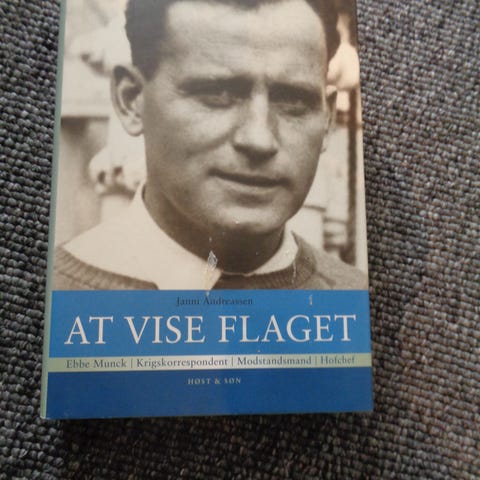 Janni Andreassen
AT VISE FLAGET
Ebbe Munck | Krigskorrespondent | Modstandsmand | Hofchef
HØST & SØN